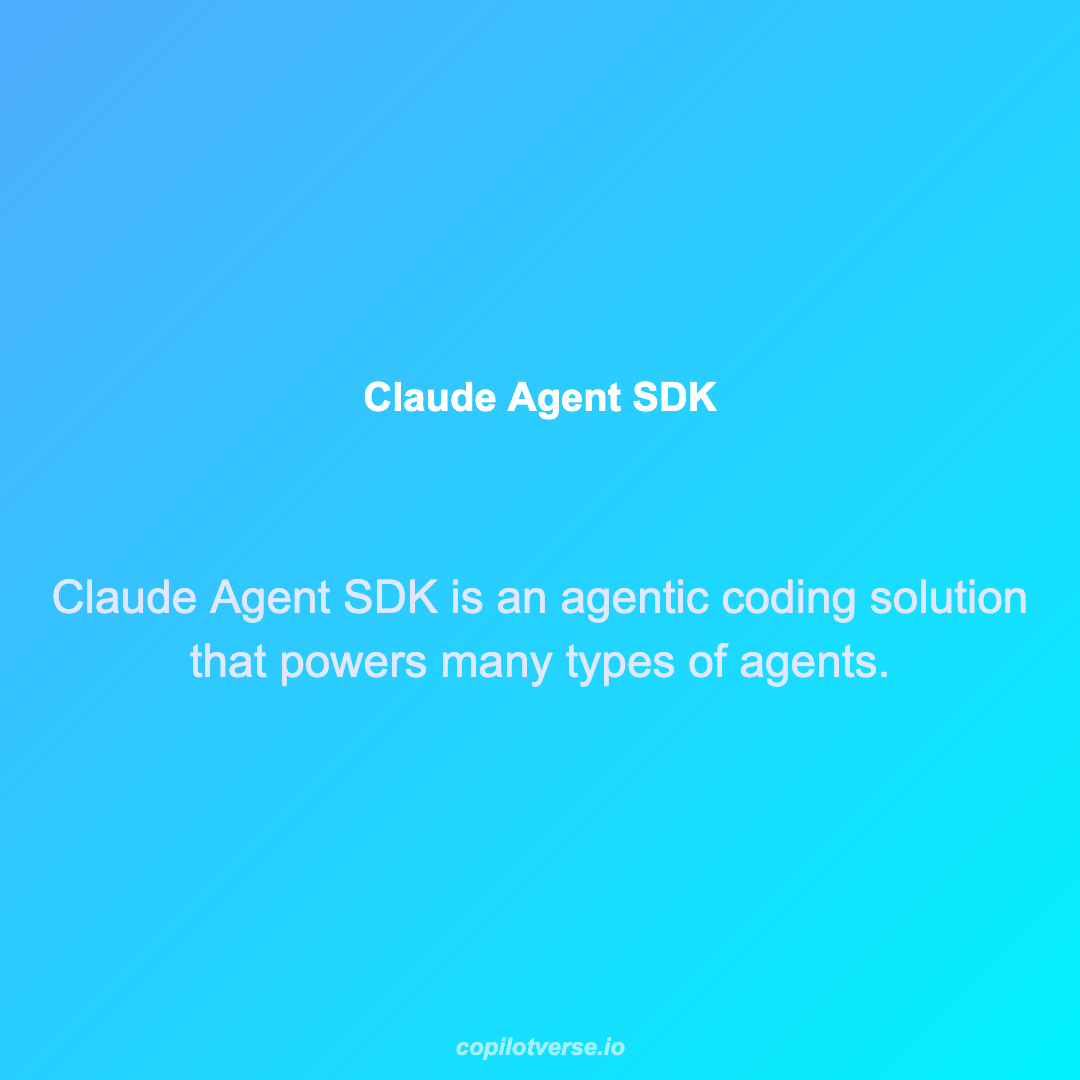 Claude Agent SDK
Claude Agent SDK is an agentic coding solution
that powers many types of agents.
copilotverse.io